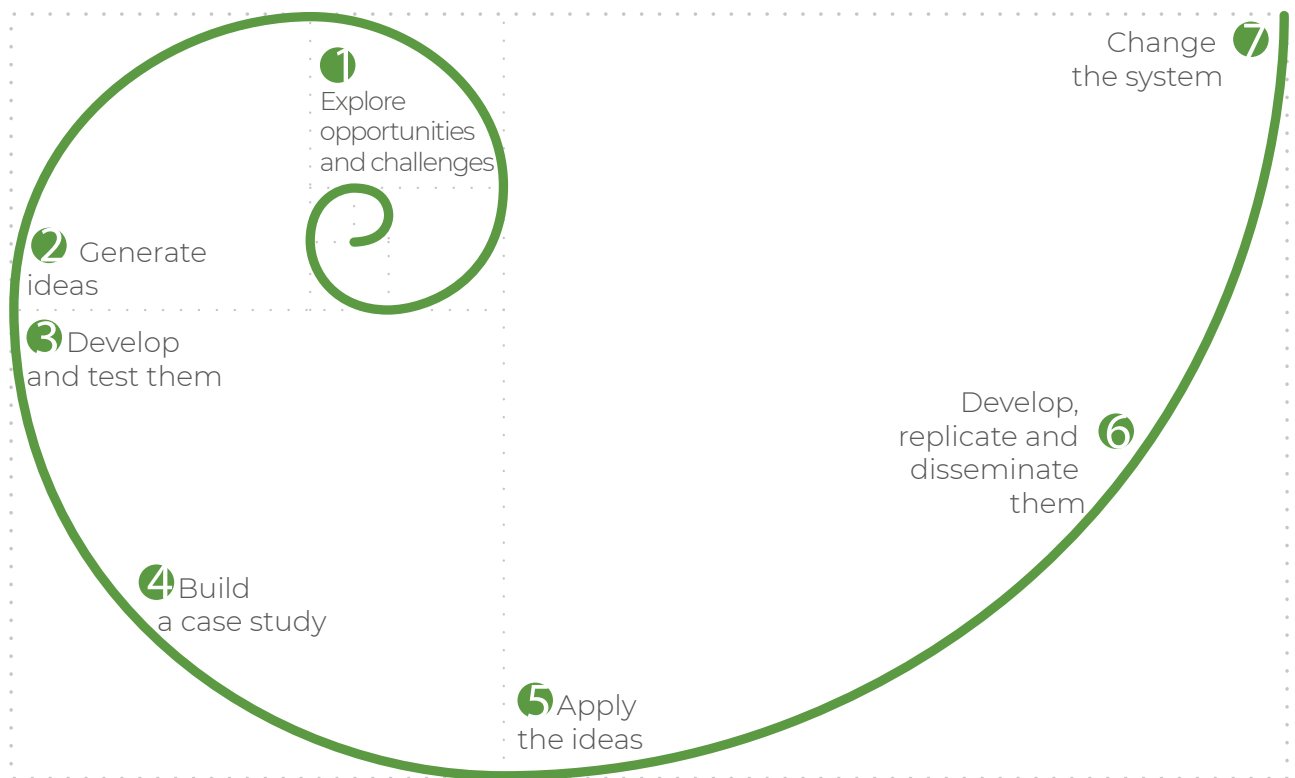 1
Explore
opportunities
and challenges
2 Generate
ideas
3 Develop
and test them
4 Build
a case study
5 Apply
the ideas
6
Develop,
replicate and
disseminate
them
7
Change
the system